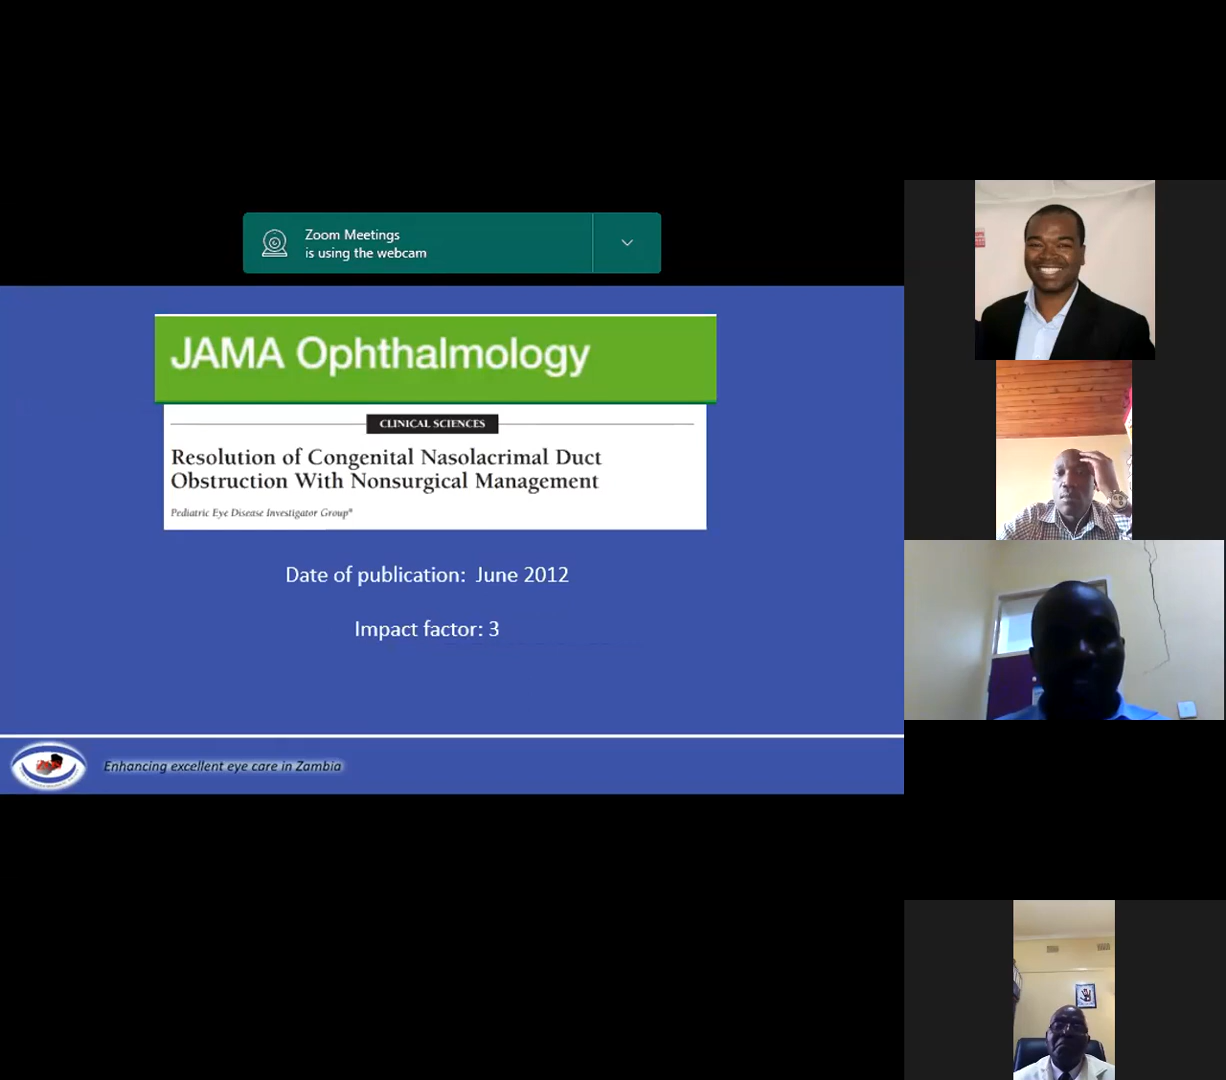 Zoom Meetings
is using the webcam
JAMA Ophthalmology
CLINICAL SCIENCES
Resolution of Congenital Nasolacrimal Duct
Obstruction With Nonsurgical Management
Pediatric Eye Disease Investigator Group*
Date of publication: June 2012
Impact factor: 3
Enhancing excellent eye care in Zambia